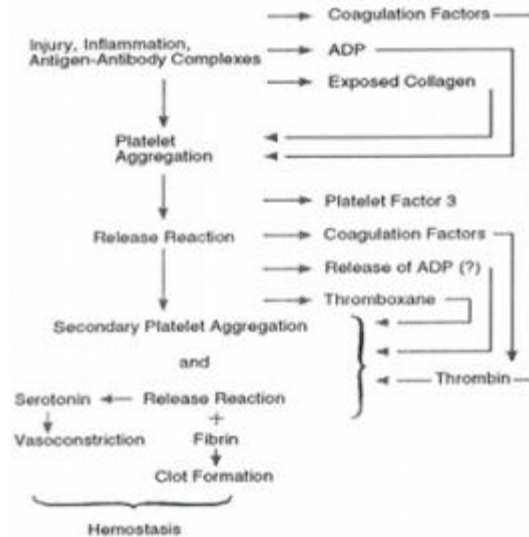 Coagulation Factors
Injury, Inflammation,
Antigen-Antibody Complexes
ADP
Exposed Collagen
Platelet
Aggregation
Platelet Factor 3
Release Reaction
Coagulation Factors
Release of ADP (?)
Thromboxane
Secondary Platelet Aggregation
and
Thrombin
Serotonin
Release Reaction
+
Vasoconstriction
Fibrin
Clot Formation
Hemostasis